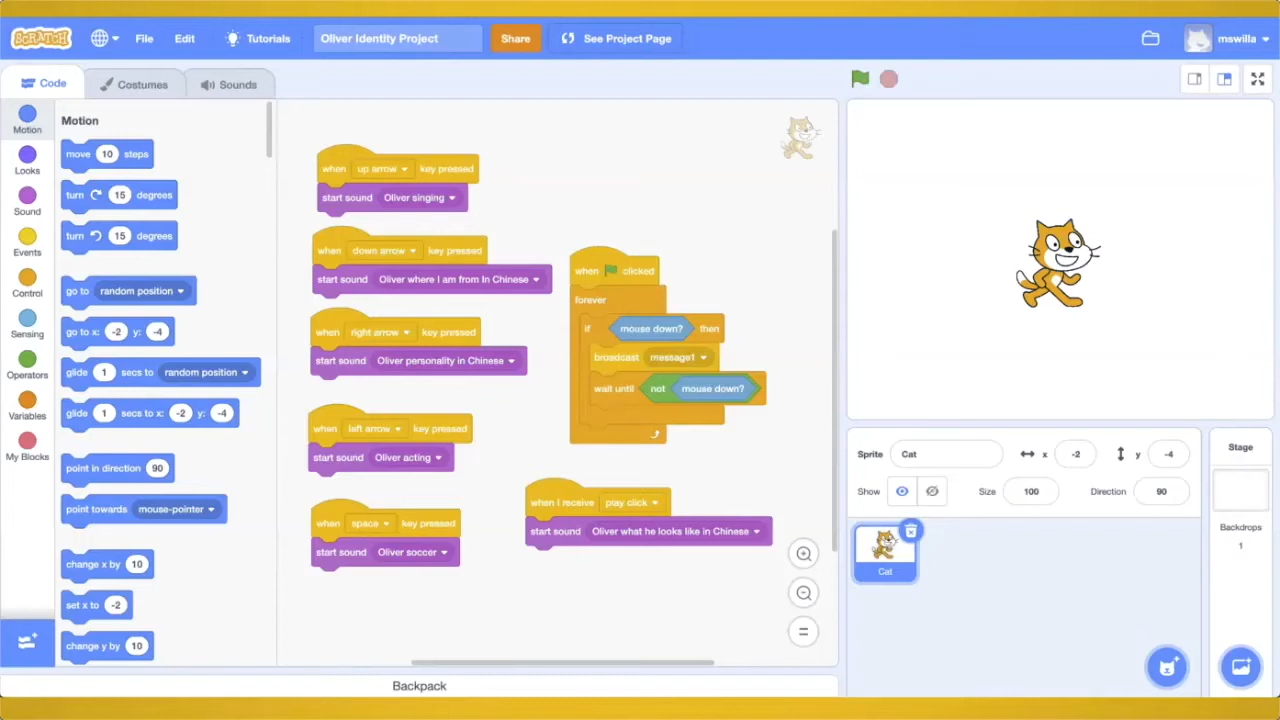 SCRATCH File Edit Tutorials Oliver Identity Project Share See Project Page mswilla
Code Costumes Sounds
Motion
Looks
Sound
Events
Control
Sensing
Operators
Variables
My Blocks
Motion
move 10 steps
turn 15 degrees
turn 15 degrees
go to random position
go to x: -2 y: -4
glide 1 secs to random position
glide 1 secs to x: -2 y: -4
point in direction 90
point towards mouse-pointer
change x by 10
set x to -2
change y by 10
when up arrow key pressed
start sound Oliver singing
when down arrow key pressed
start sound Oliver where I am from In Chinese
when right arrow key pressed
start sound Oliver personality in Chinese
when left arrow key pressed
start sound Oliver acting
when space key pressed
start sound Oliver soccer
when clicked
forever
if mouse down? then
broadcast message1
wait until not mouse down?
when I receive play click
start sound Oliver what he looks like in Chinese
Backpack
Sprite Cat x -2 y -4
Show Size 100 Direction 90
Cat
Stage
Backdrops
1